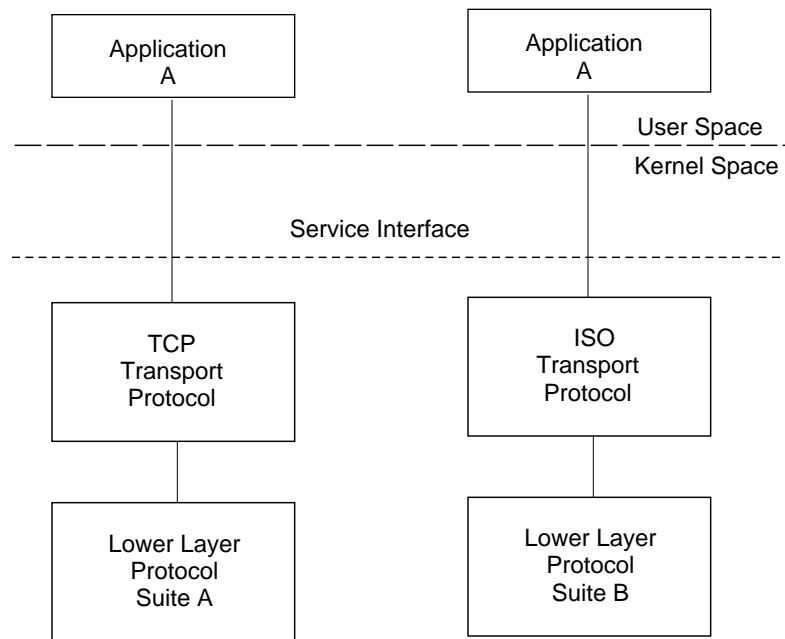 Application
A
Application
A
User Space
Kernel Space
Service Interface
TCP
Transport
Protocol
ISO
Transport
Protocol
Lower Layer
Protocol
Suite A
Lower Layer
Protocol
Suite B